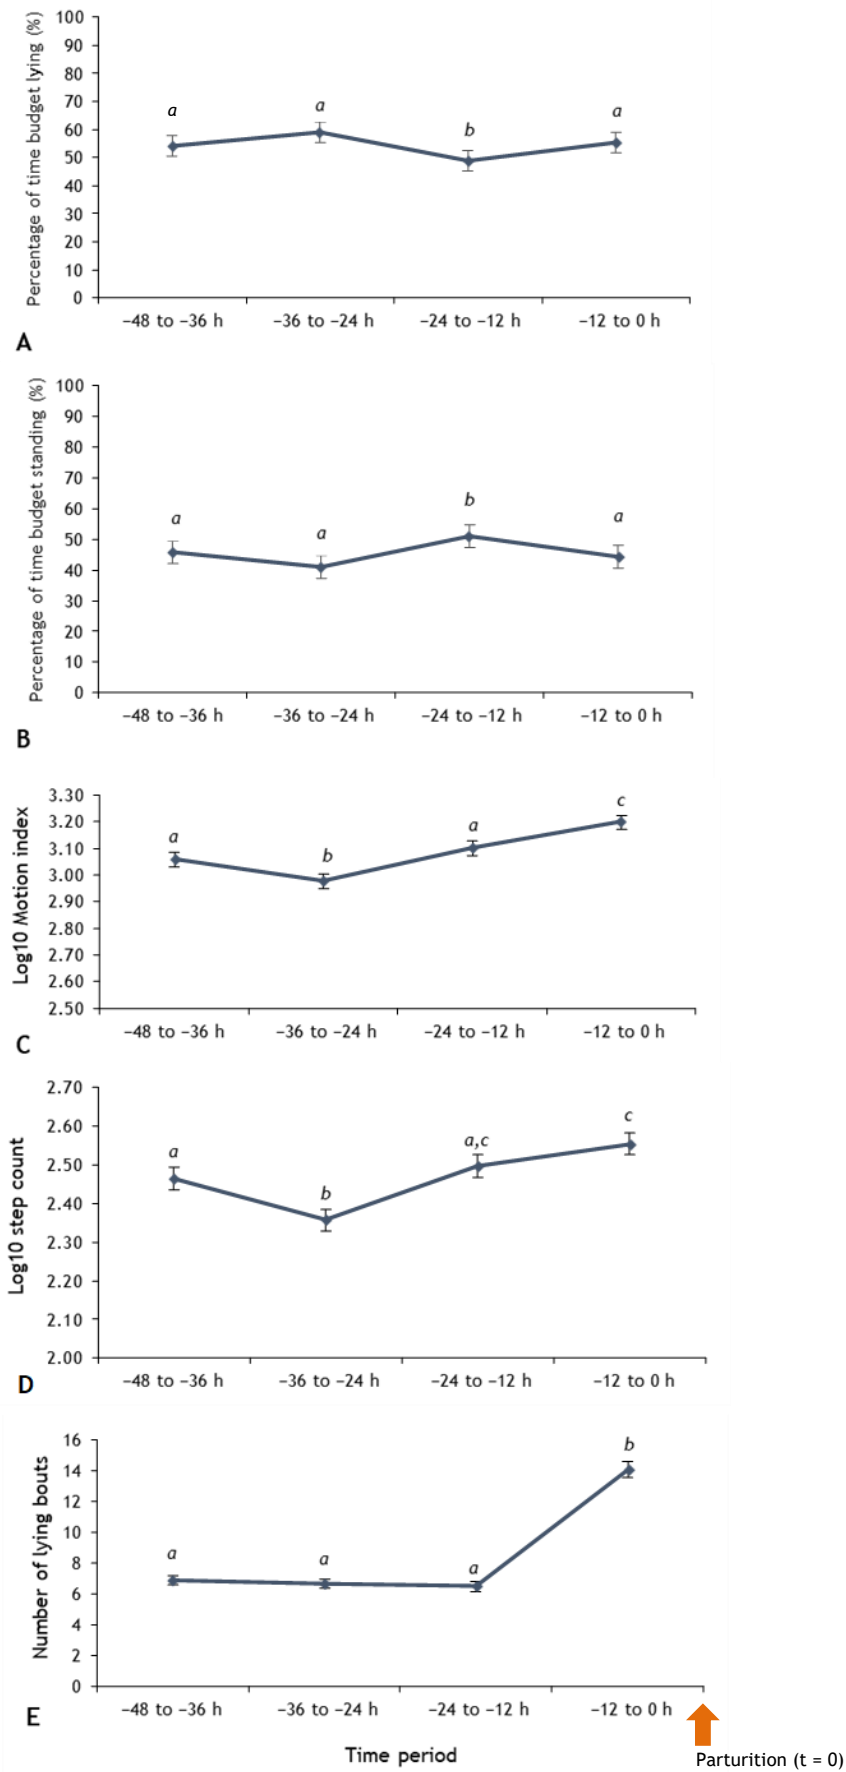 Percentage of time budget lying (%)
100
90
80
70
60
50
40
30
20
10
0
a
a
b
a
−48 to −36 h
−36 to −24 h
−24 to −12 h
−12 to 0 h
A
Percentage of time budget standing (%)
100
90
80
70
60
50
40
30
20
10
0
a
a
b
a
−48 to −36 h
−36 to −24 h
−24 to −12 h
−12 to 0 h
B
Log10 Motion index
3.30
3.20
3.10
3.00
2.90
2.80
2.70
2.60
2.50
a
b
a
c
−48 to −36 h
−36 to −24 h
−24 to −12 h
−12 to 0 h
C
Log10 step count
2.70
2.60
2.50
2.40
2.30
2.20
2.10
2.00
a
b
a,c
c
−48 to −36 h
−36 to −24 h
−24 to −12 h
−12 to 0 h
D
Number of lying bouts
16
14
12
10
8
6
4
2
0
a
a
a
b
−48 to −36 h
−36 to −24 h
−24 to −12 h
−12 to 0 h
E
Time period
Parturition (t = 0)